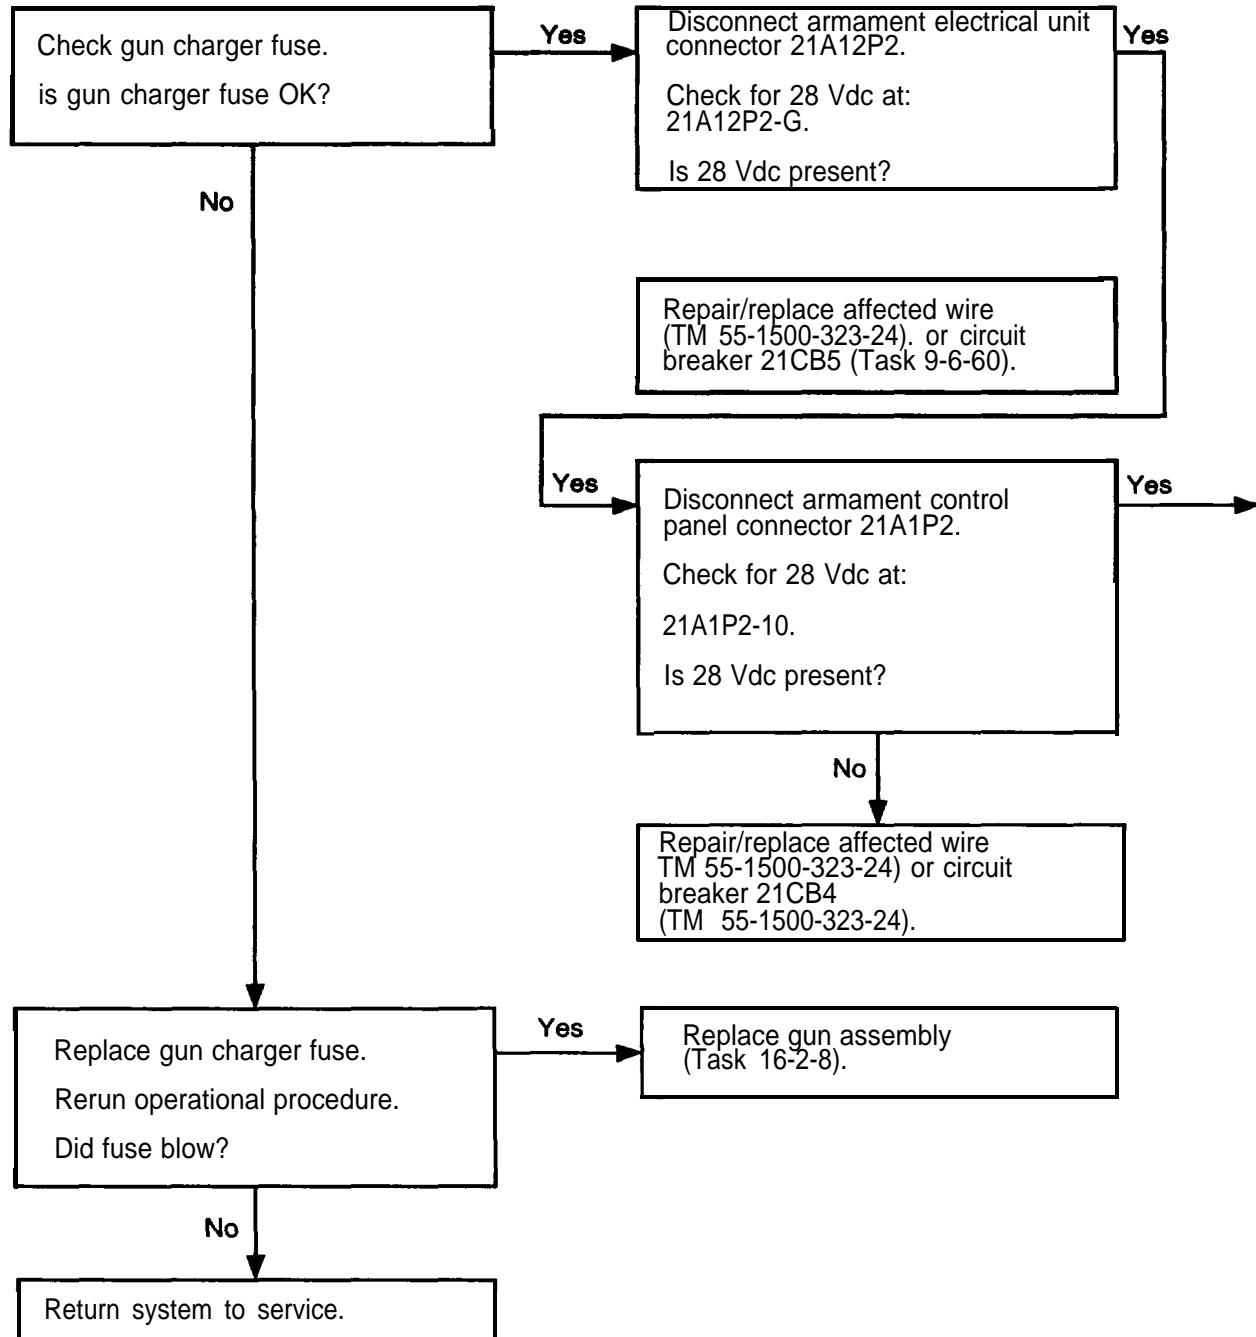 Check gun charger fuse.
is gun charger fuse OK?
Yes
Disconnect armament electrical unit
connector 21A12P2.
Check for 28 Vdc at:
21A12P2-G.
Is 28 Vdc present?
Yes
No
Repair/replace affected wire
(TM 55-1500-323-24). or circuit
breaker 21CB5 (Task 9-6-60).
Yes
Disconnect armament control
panel connector 21A1P2.
Check for 28 Vdc at:
21A1P2-10.
Is 28 Vdc present?
Yes
No
Repair/replace affected wire
TM 55-1500-323-24) or circuit
breaker 21CB4
(TM 55-1500-323-24).
Replace gun charger fuse.
Rerun operational procedure.
Did fuse blow?
Yes
Replace gun assembly
(Task 16-2-8).
No
Return system to service.